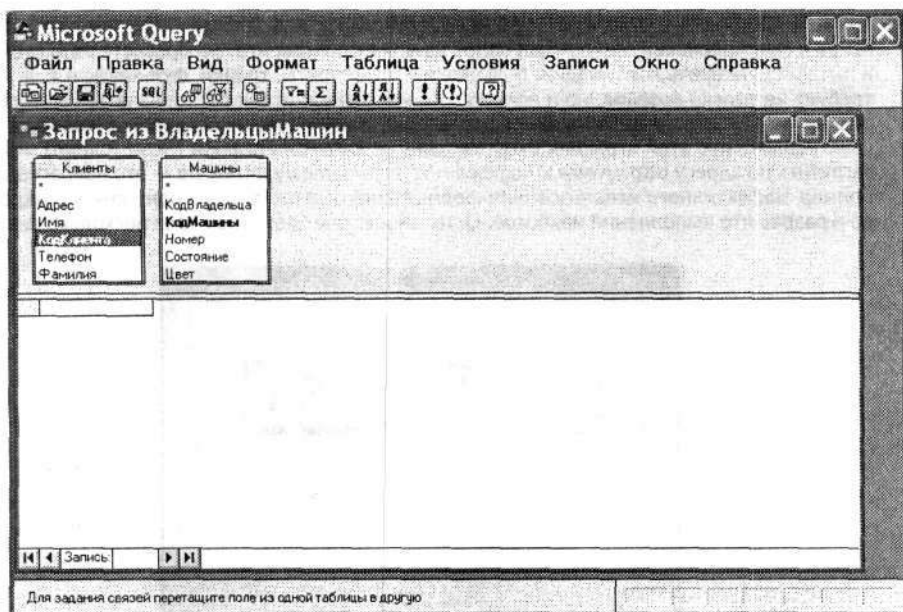 Microsoft Query
Файл Правка Вид Формат Таблица Условия Записи Окно Справка
SQL
Запрос из ВладельцыМашин
Клиенты
*
Адрес
Имя
КодКлиента
Телефон
Фамилия
Машины
*
КодВладельца
КодМашины
Номер
Состояние
Цвет
Запись:
Для задания связей перетащите поле из одной таблицы в другую